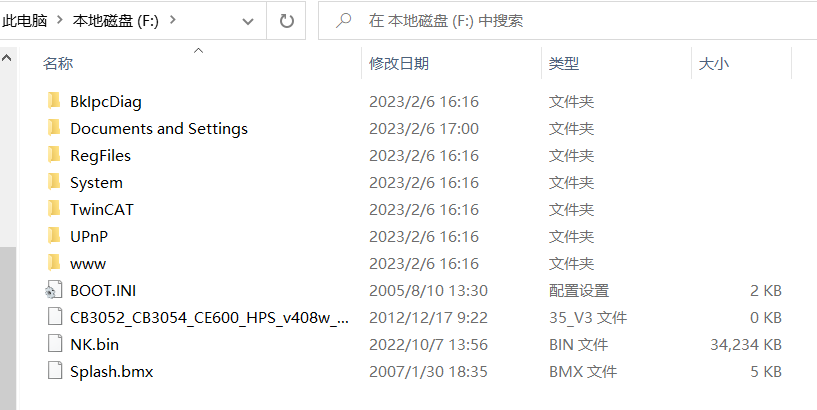 此电脑 > 本地磁盘 (F:) > 在 本地磁盘 (F:) 中搜索
名称 修改日期 类型 大小
BkIpcDiag 2023/2/6 16:16 文件夹
Documents and Settings 2023/2/6 17:00 文件夹
RegFiles 2023/2/6 16:16 文件夹
System 2023/2/6 16:16 文件夹
TwinCAT 2023/2/6 16:16 文件夹
UPnP 2023/2/6 16:16 文件夹
www 2023/2/6 16:16 文件夹
BOOT.INI 2005/8/10 13:30 配置设置 2 KB
CB3052_CB3054_CE600_HPS_v408w_... 2012/12/17 9:22 35_V3 文件 0 KB
NK.bin 2022/10/7 13:56 BIN 文件 34,234 KB
Splash.bmx 2007/1/30 18:35 BMX 文件 5 KB